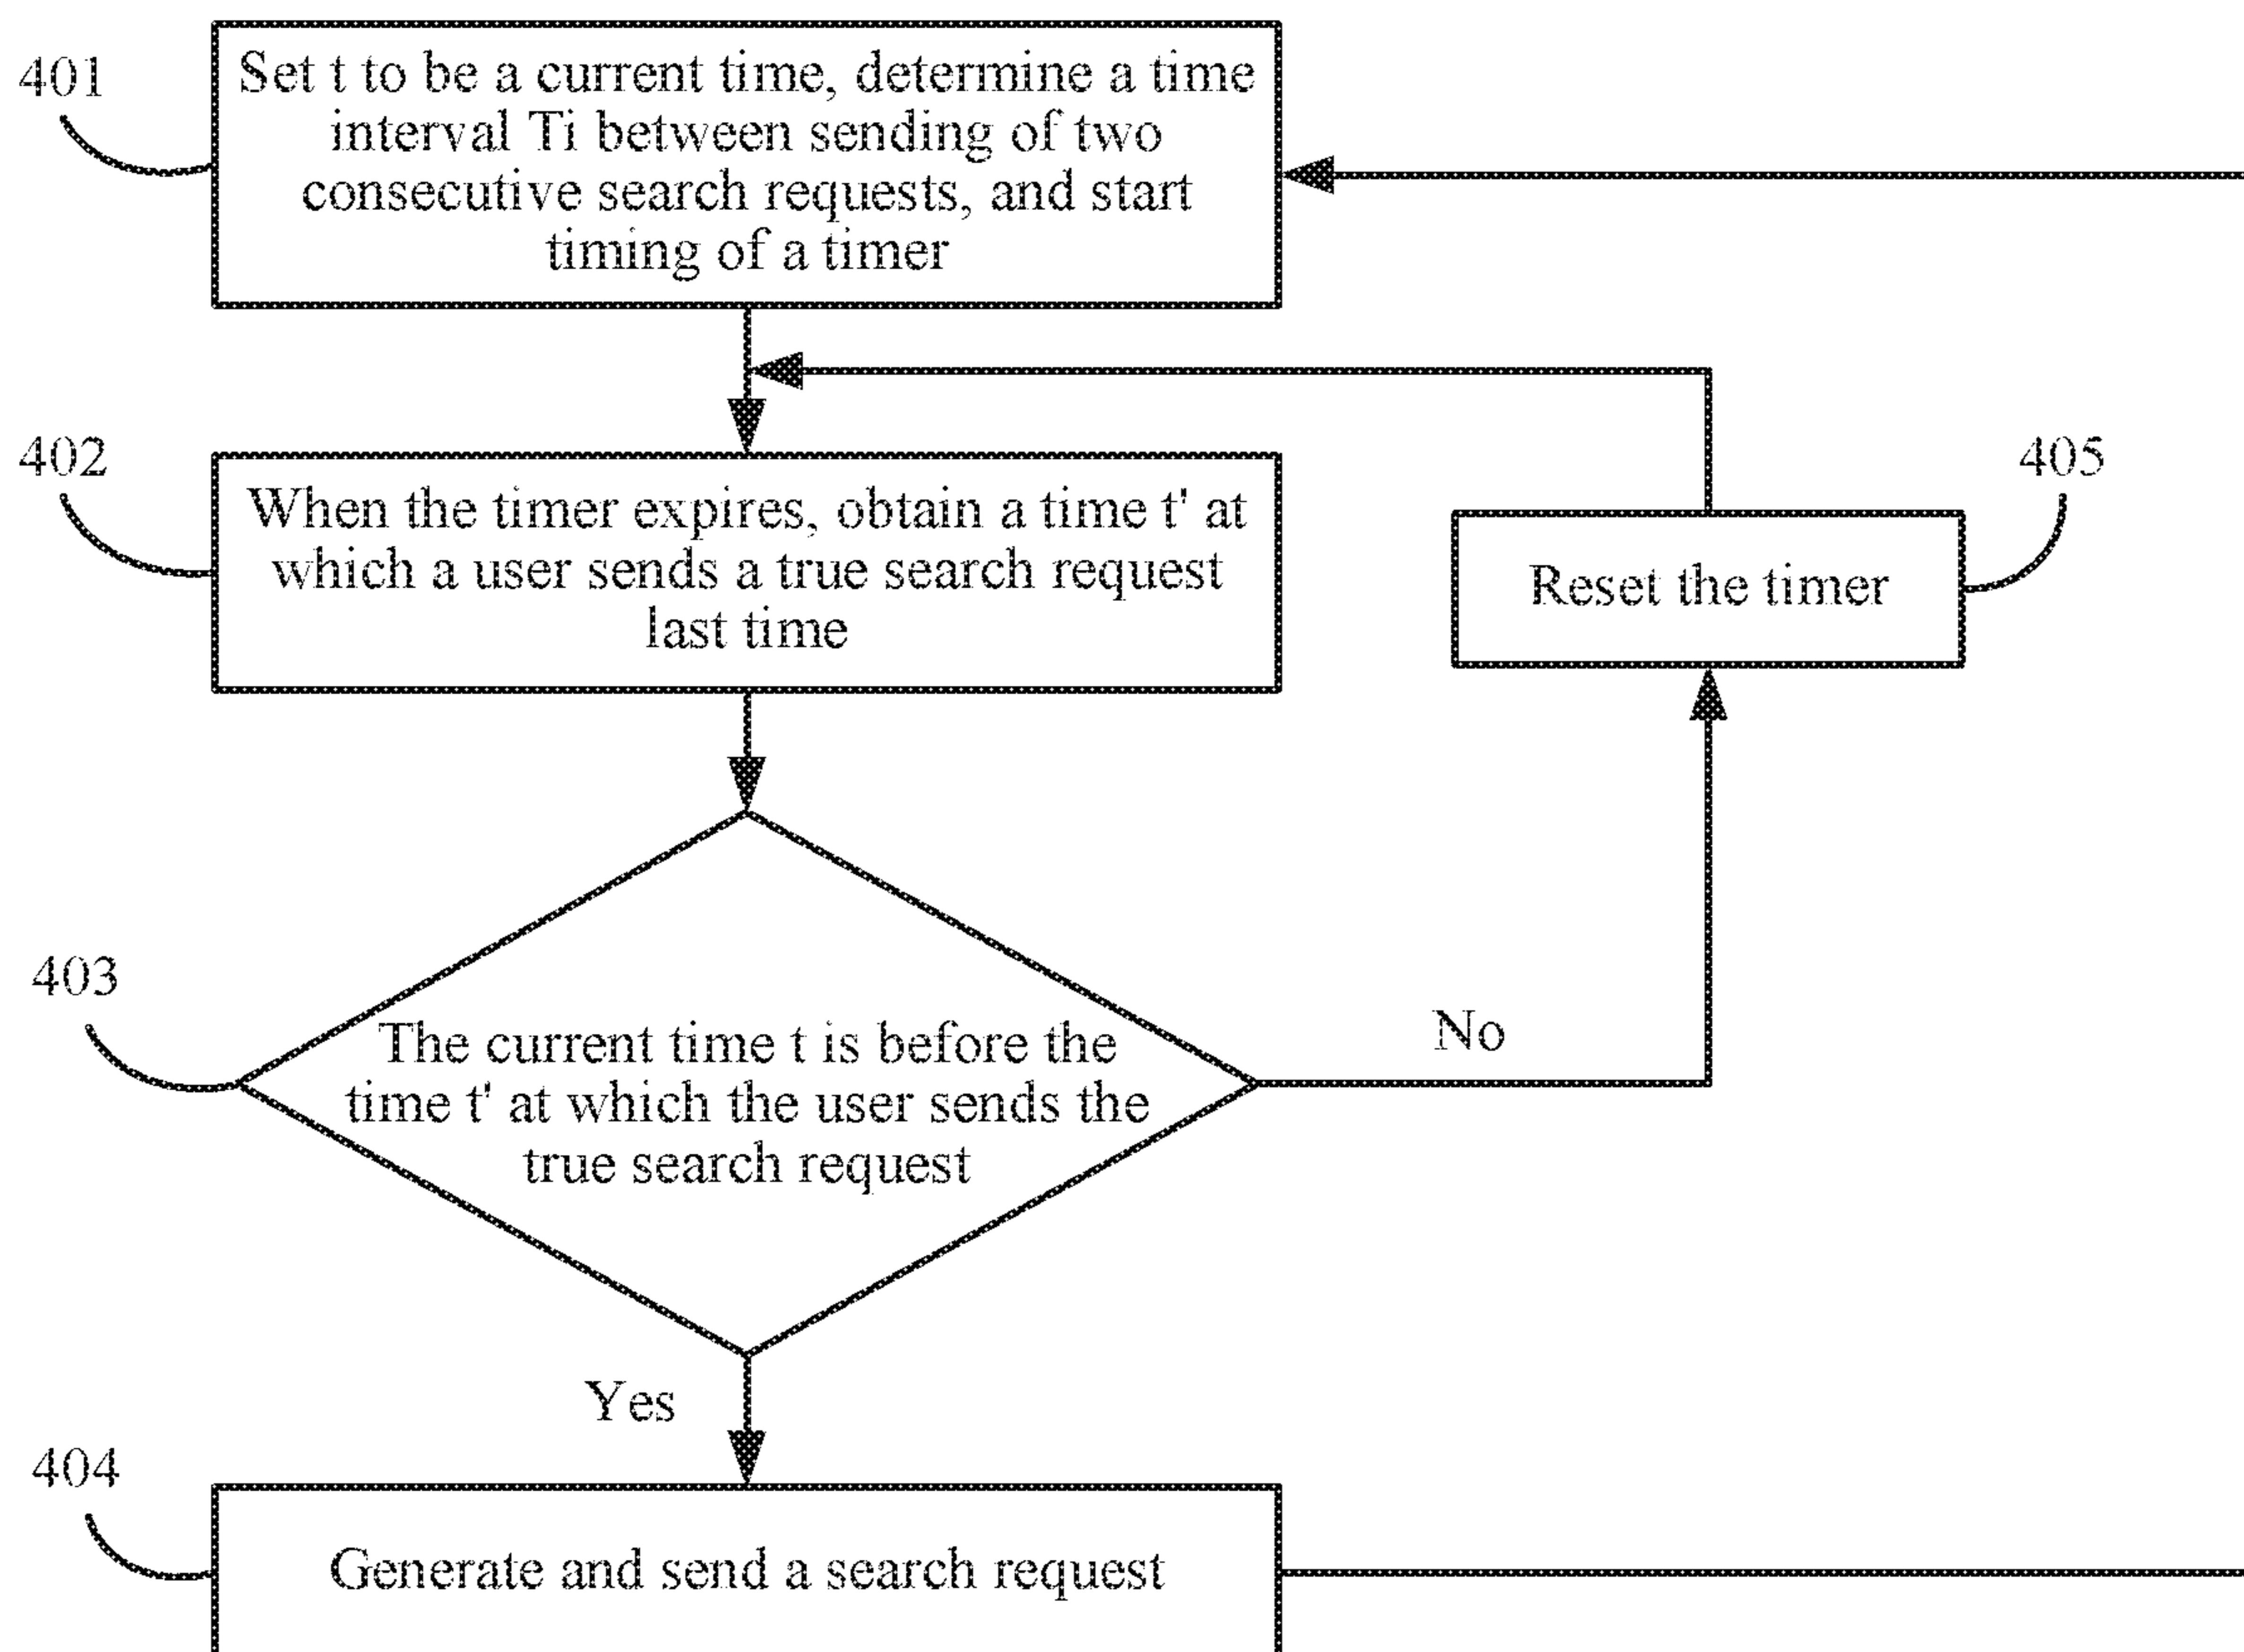 401
Set t to be a current time, determine a time
interval Ti between sending of two
consecutive search requests, and start
timing of a timer
402
When the timer expires, obtain a time t' at
which a user sends a true search request
last time
405
Reset the timer
403
The current time t is before the
time t' at which the user sends the
true search request
No
Yes
404
Generate and send a search request